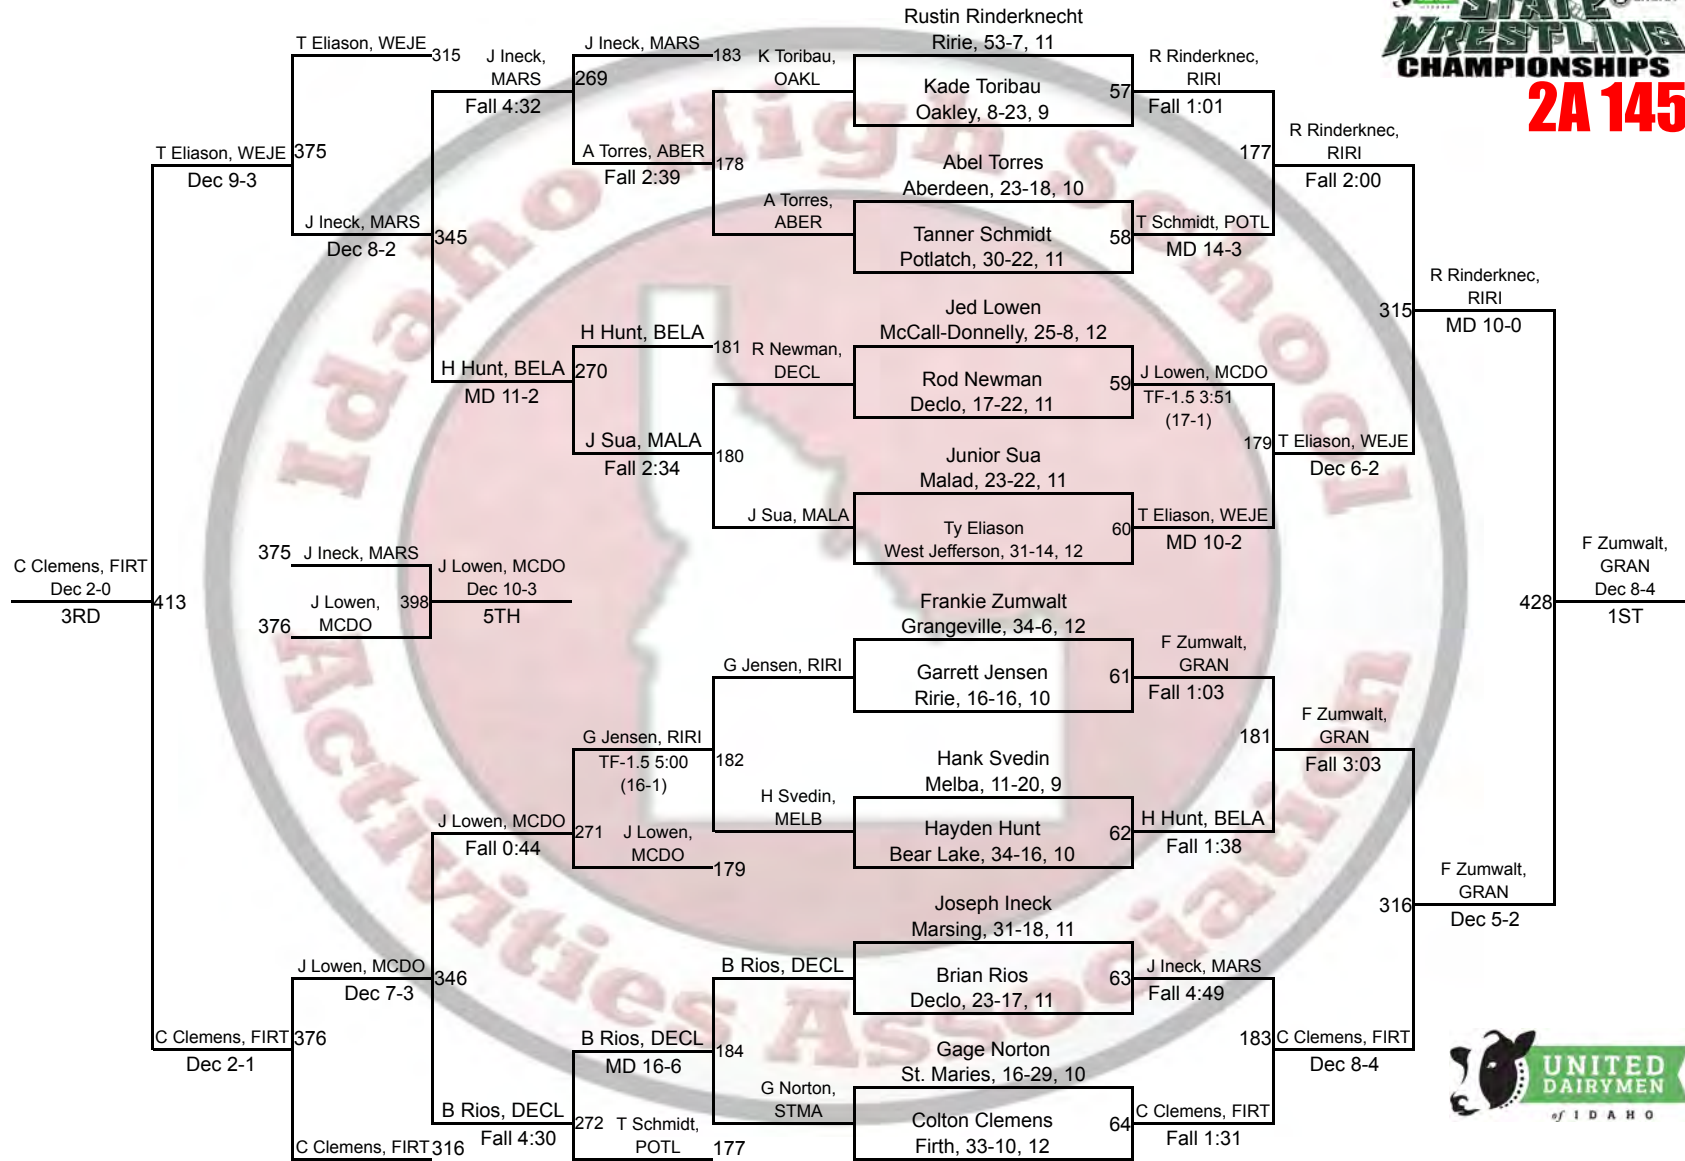 STATE
WRESTLING
CHAMPIONSHIPS
2A 145
Idaho High School
Activities Association
Rustin Rinderknecht
Ririe, 53-7, 11
Kade Toribau
Oakley, 8-23, 9
57
Abel Torres
Aberdeen, 23-18, 10
Tanner Schmidt
Potlatch, 30-22, 11
58
Jed Lowen
McCall-Donnelly, 25-8, 12
Rod Newman
Declo, 17-22, 11
59
Junior Sua
Malad, 23-22, 11
Ty Eliason
West Jefferson, 31-14, 12
60
Frankie Zumwalt
Grangeville, 34-6, 12
Garrett Jensen
Ririe, 16-16, 10
61
Hank Svedin
Melba, 11-20, 9
Hayden Hunt
Bear Lake, 34-16, 10
62
Joseph Ineck
Marsing, 31-18, 11
Brian Rios
Declo, 23-17, 11
63
Gage Norton
St. Maries, 16-29, 10
Colton Clemens
Firth, 33-10, 12
64
R Rinderknec,
RIRI
Fall 1:01
177
T Schmidt, POTL
MD 14-3
J Lowen, MCDO
TF-1.5 3:51
(17-1)
179
T Eliason, WEJE
MD 10-2
F Zumwalt,
GRAN
Fall 1:03
181
H Hunt, BELA
Fall 1:38
J Ineck, MARS
Fall 4:49
183
C Clemens, FIRT
Fall 1:31
R Rinderknec,
RIRI
Fall 2:00
315
T Eliason, WEJE
Dec 6-2
F Zumwalt,
GRAN
Fall 3:03
316
C Clemens, FIRT
Dec 8-4
R Rinderknec,
RIRI
MD 10-0
428
F Zumwalt,
GRAN
Dec 5-2
F Zumwalt,
GRAN
Dec 8-4
1ST
K Toribau,
OAKL
178
A Torres,
ABER
R Newman,
DECL
180
J Sua, MALA
G Jensen, RIRI
182
H Svedin,
MELB
B Rios, DECL
184
G Norton,
STMA
J Ineck, MARS
183
269
A Torres, ABER
Fall 2:39
H Hunt, BELA
181
270
J Sua, MALA
Fall 2:34
G Jensen, RIRI
TF-1.5 5:00
(16-1)
271
J Lowen,
MCDO
179
B Rios, DECL
MD 16-6
272
T Schmidt,
POTL
177
J Ineck,
MARS
Fall 4:32
345
H Hunt, BELA
MD 11-2
J Lowen, MCDO
Fall 0:44
346
B Rios, DECL
Fall 4:30
T Eliason, WEJE
315
375
J Ineck, MARS
Dec 8-2
J Lowen, MCDO
Dec 7-3
376
C Clemens, FIRT
316
T Eliason, WEJE
Dec 9-3
413
C Clemens, FIRT
Dec 2-1
C Clemens, FIRT
Dec 2-0
3RD
375
J Ineck, MARS
398
376
J Lowen,
MCDO
J Lowen, MCDO
Dec 10-3
5TH
UNITED
DAIRYMEN
of IDAHO